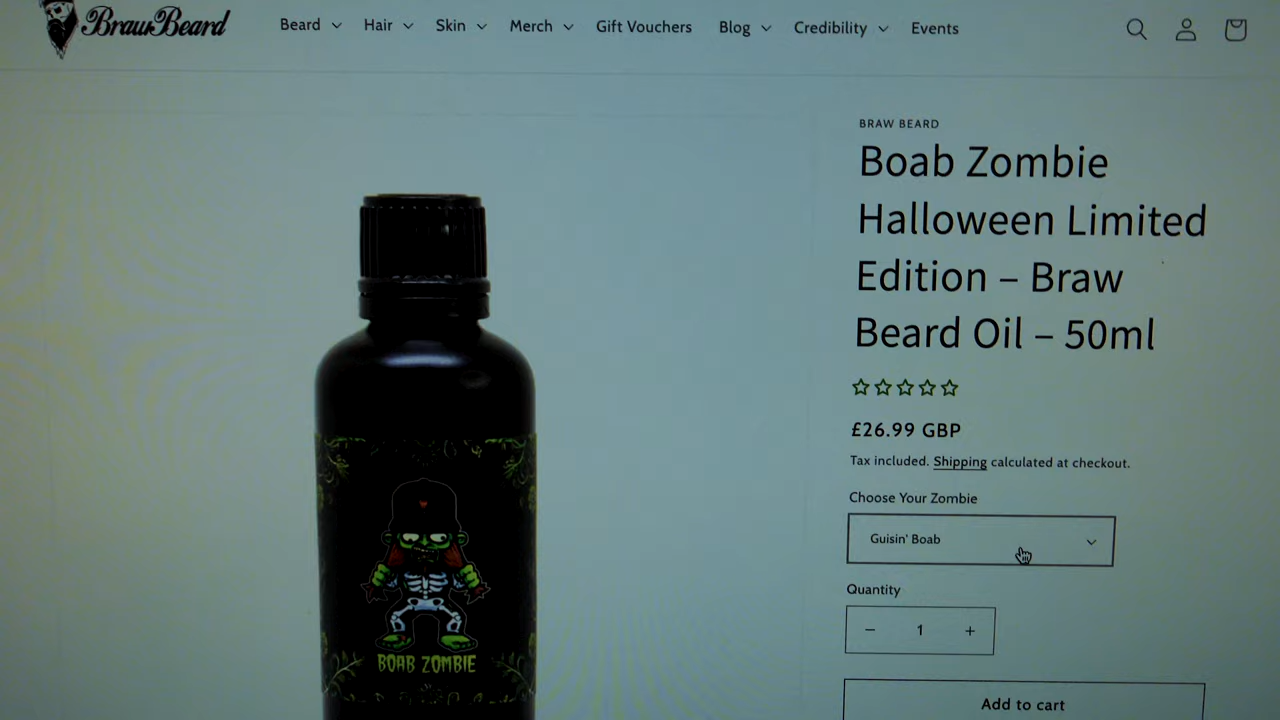 BrawBeard
Beard Hair Skin Merch Gift Vouchers Blog Credibility Events
BRAW BEARD
Boab Zombie
Halloween Limited
Edition – Braw
Beard Oil – 50ml
£26.99 GBP
Tax included. Shipping calculated at checkout.
Choose Your Zombie
Guisin' Boab
Quantity
− 1 +
Add to cart
BOAB ZOMBIE